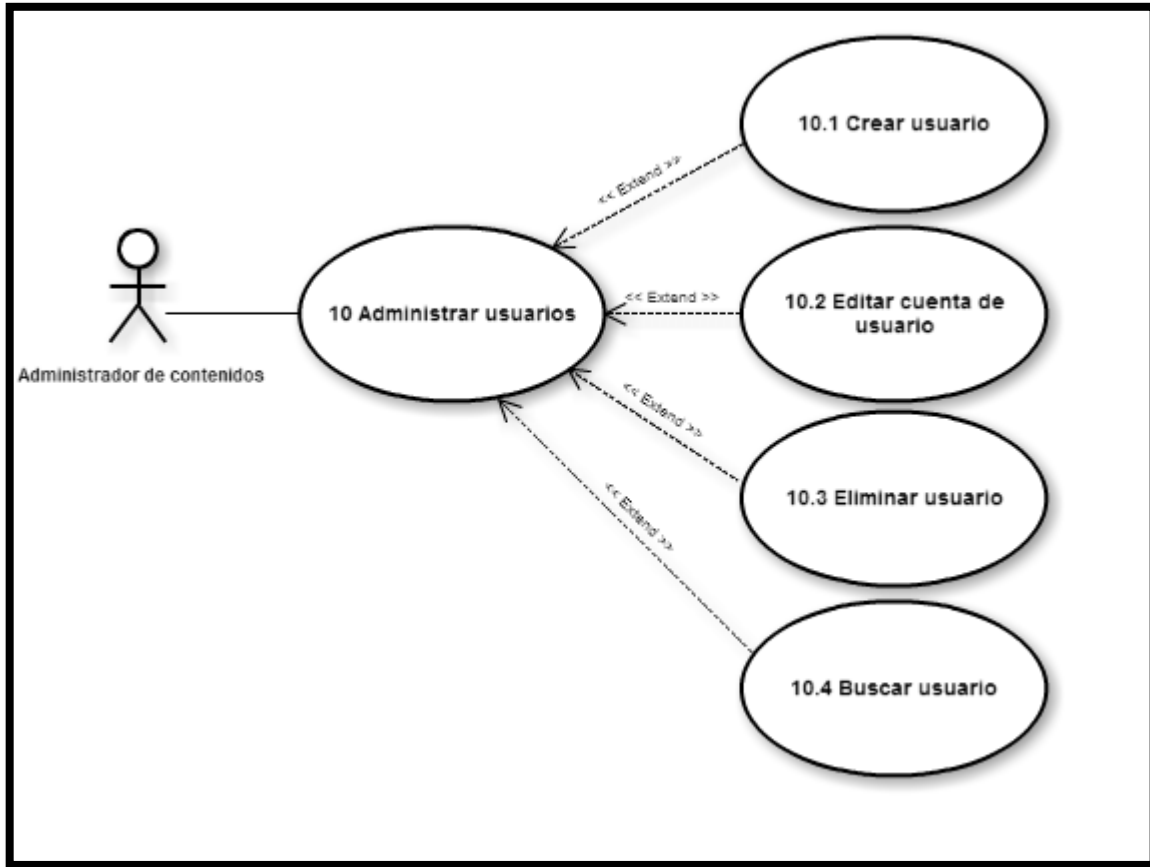 10.1 Crear usuario
<< Extend >>
10 Administrar usuarios
Administrador de contenidos
<< Extend >>
10.2 Editar cuenta de
usuario
<< Extend >>
10.3 Eliminar usuario
<< Extend >>
10.4 Buscar usuario